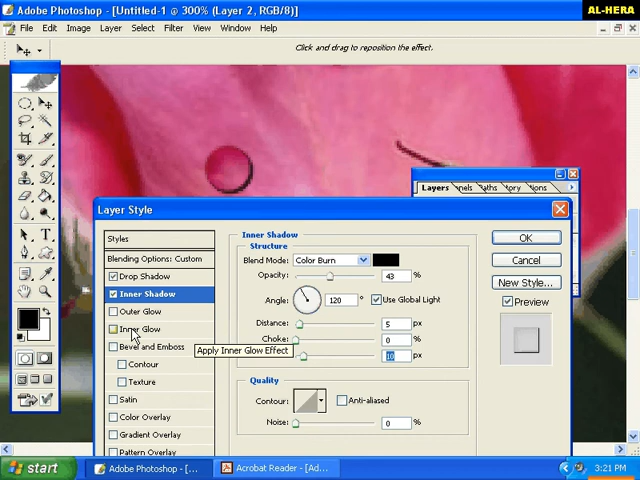 Adobe Photoshop - [Untitled-1 @ 300% (Layer 2, RGB/8)]
AL-HERA
File Edit Image Layer Select Filter View Window Help
Click and drag to reposition the effect.
Layers nnels Paths tory tions
Layer Style
Styles
Blending Options: Custom
Drop Shadow
Inner Shadow
Outer Glow
Inner Glow
Bevel and Emboss
Contour
Texture
Satin
Color Overlay
Gradient Overlay
Pattern Overlay
Apply Inner Glow Effect
Inner Shadow
Structure
Blend Mode: Color Burn
Opacity: 43 %
Angle: 120 ° Use Global Light
Distance: 5 px
Choke: 0 %
10 px
Quality
Contour: Anti-aliased
Noise: 0 %
OK
Cancel
New Style...
Preview
start
Adobe Photoshop - [...
Acrobat Reader - [Ad...
3:21 PM